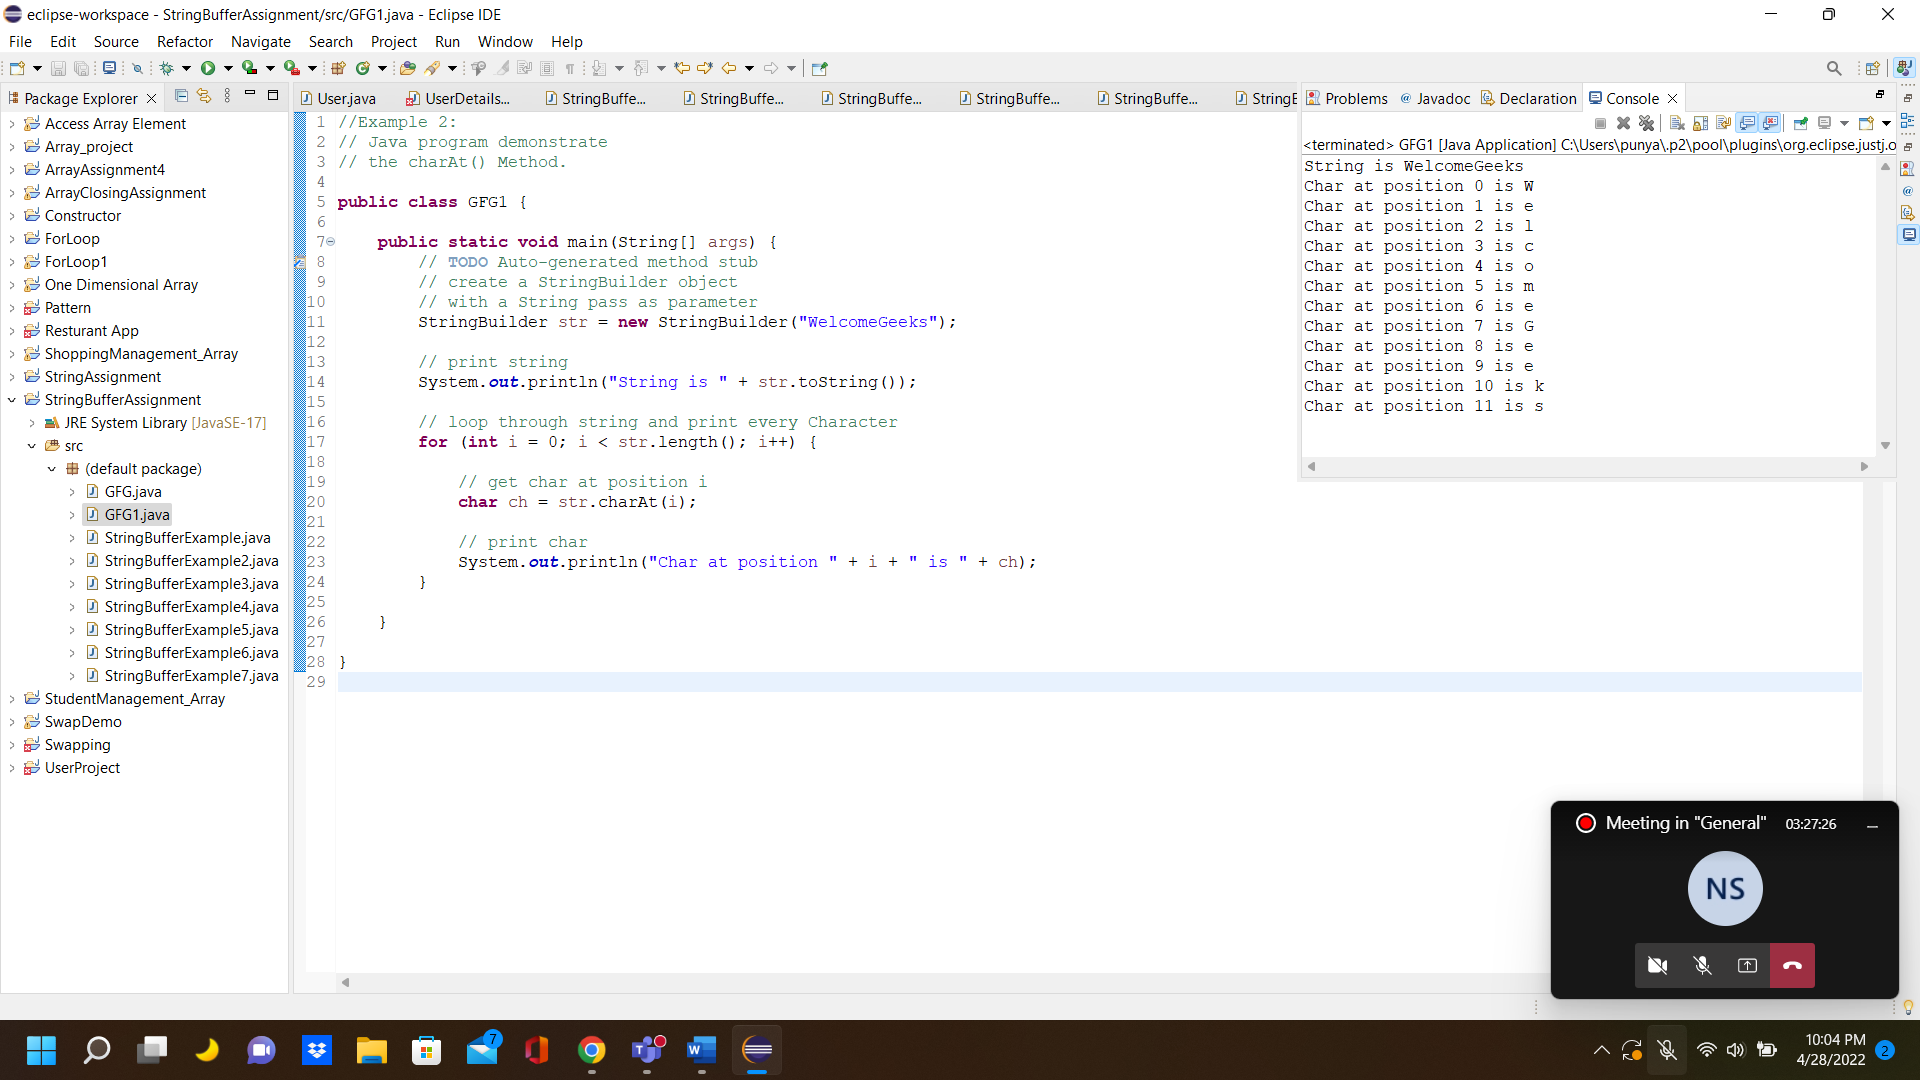 eclipse-workspace - StringBufferAssignment/src/GFG1.java - Eclipse IDE
File Edit Source Refactor Navigate Search Project Run Window Help
Package Explorer
Access Array Element
Array_project
ArrayAssignment4
ArrayClosingAssignment
Constructor
ForLoop
ForLoop1
One Dimensional Array
Pattern
Resturant App
ShoppingManagement_Array
StringAssignment
StringBufferAssignment
JRE System Library [JavaSE-17]
src
(default package)
GFG.java
GFG1.java
StringBufferExample.java
StringBufferExample2.java
StringBufferExample3.java
StringBufferExample4.java
StringBufferExample5.java
StringBufferExample6.java
StringBufferExample7.java
StudentManagement_Array
SwapDemo
Swapping
UserProject
User.java UserDetails... StringBuffe... StringBuffe... StringBuffe... StringBuffe... StringBuffe... StringE
1 //Example 2:
2 // Java program demonstrate
3 // the charAt() Method.
4
5 public class GFG1 {
6
7 public static void main(String[] args) {
8 // TODO Auto-generated method stub
9 // create a StringBuilder object
10 // with a String pass as parameter
11 StringBuilder str = new StringBuilder("WelcomeGeeks");
12
13 // print string
14 System.out.println("String is " + str.toString());
15
16 // loop through string and print every Character
17 for (int i = 0; i < str.length(); i++) {
18
19 // get char at position i
20 char ch = str.charAt(i);
21
22 // print char
23 System.out.println("Char at position " + i + " is " + ch);
24 }
25
26 }
27
28 }
29
Problems Javadoc Declaration Console
<terminated> GFG1 [Java Application] C:\Users\punya\.p2\pool\plugins\org.eclipse.justj.o
String is WelcomeGeeks
Char at position 0 is W
Char at position 1 is e
Char at position 2 is l
Char at position 3 is c
Char at position 4 is o
Char at position 5 is m
Char at position 6 is e
Char at position 7 is G
Char at position 8 is e
Char at position 9 is e
Char at position 10 is k
Char at position 11 is s
Meeting in "General" 03:27:26
NS
7
10:04 PM
4/28/2022
2